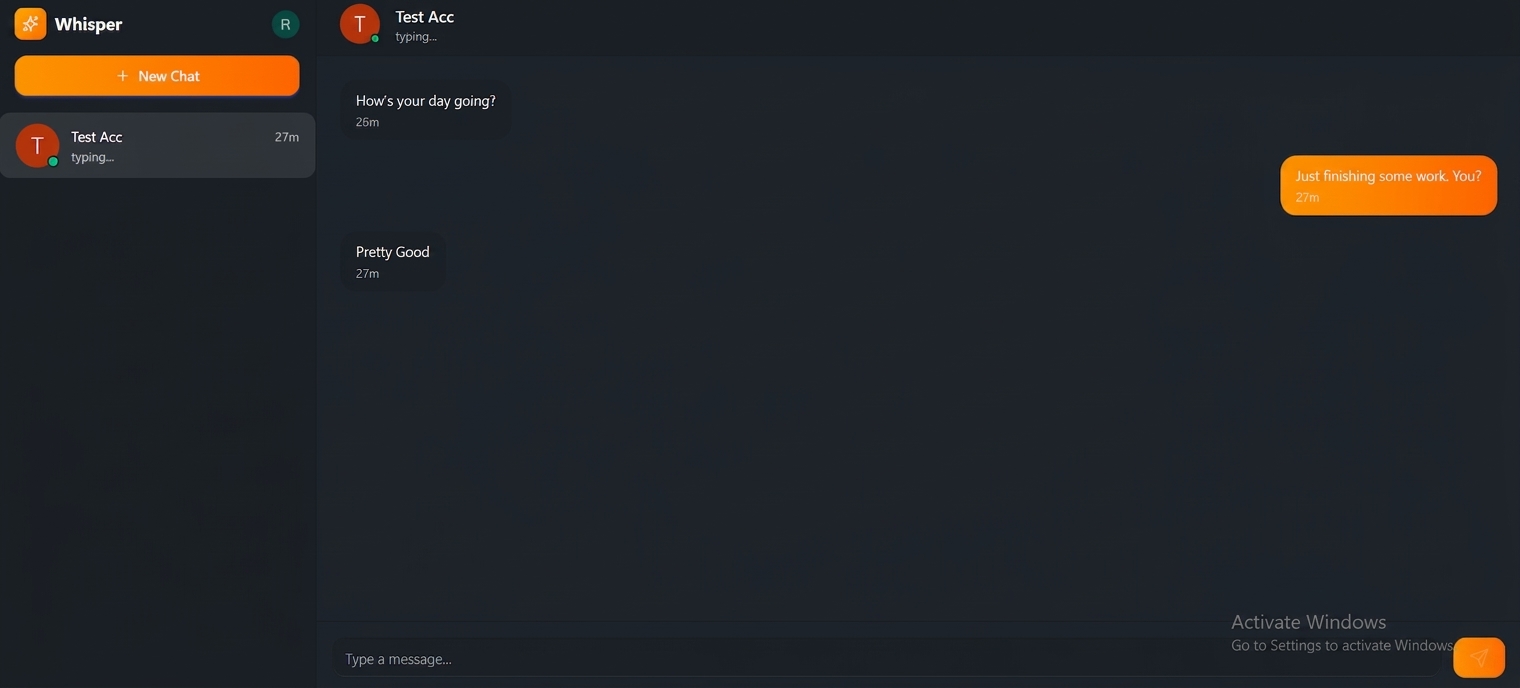 Whisper
R
+ New Chat
T
Test Acc
27m
typing...
T
Test Acc
typing...
How's your day going?
26m
Just finishing some work. You?
27m
Pretty Good
27m
Activate Windows
Go to Settings to activate Windows.
Type a message...